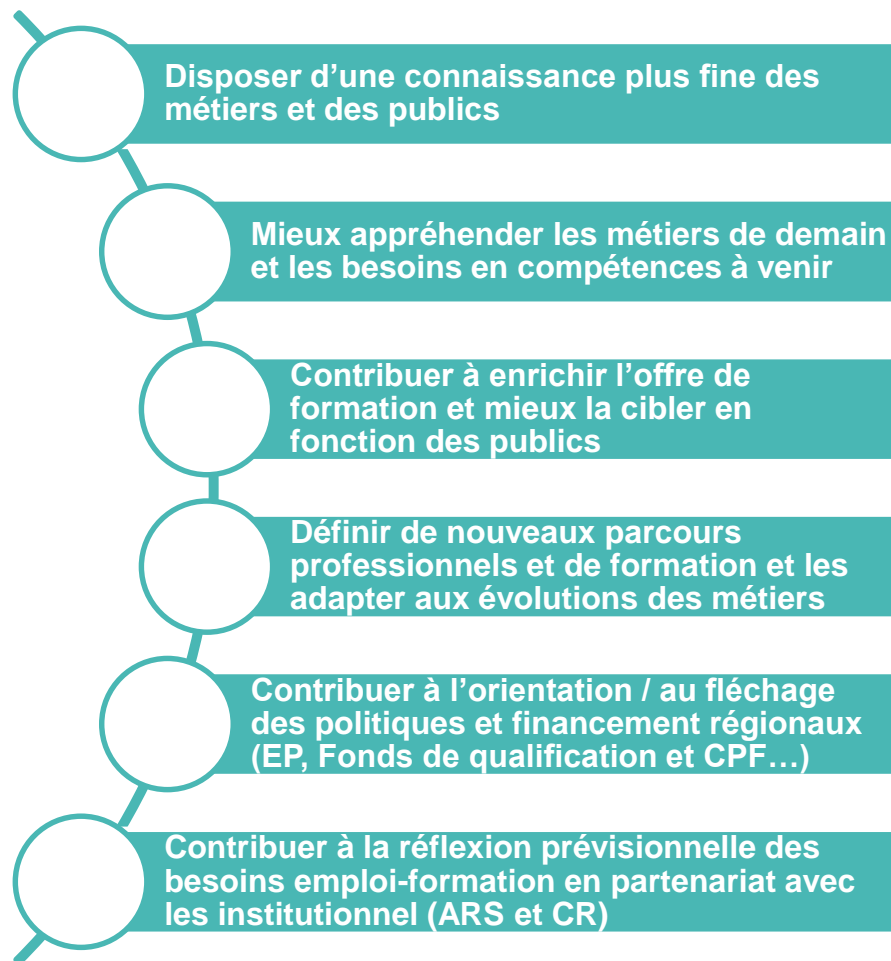 Disposer d’une connaissance plus fine des
métiers et des publics
Mieux appréhender les métiers de demain
et les besoins en compétences à venir
Contribuer à enrichir l’offre de
formation et mieux la cibler en
fonction des publics
Définir de nouveaux parcours
professionnels et de formation et les
adapter aux évolutions des métiers
Contribuer à l’orientation / au fléchage
des politiques et financement régionaux
(EP, Fonds de qualification et CPF…)
Contribuer à la réflexion prévisionnelle des
besoins emploi-formation en partenariat avec
les institutionnel (ARS et CR)